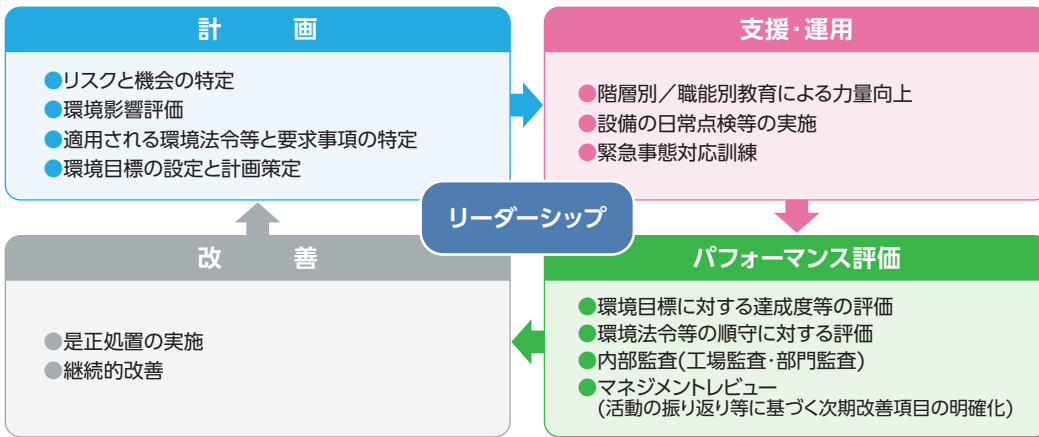 計 画
●リスクと機会の特定
●環境影響評価
●適用される環境法令等と要求事項の特定
●環境目標の設定と計画策定
支援・運用
●階層別／職能別教育による力量向上
●設備の日常点検等の実施
●緊急事態対応訓練
リーダーシップ
パフォーマンス評価
●環境目標に対する達成度等の評価
●環境法令等の順守に対する評価
●内部監査(工場監査・部門監査)
●マネジメントレビュー
(活動の振り返り等に基づく次期改善項目の明確化)
改 善
●是正処置の実施
●継続的改善